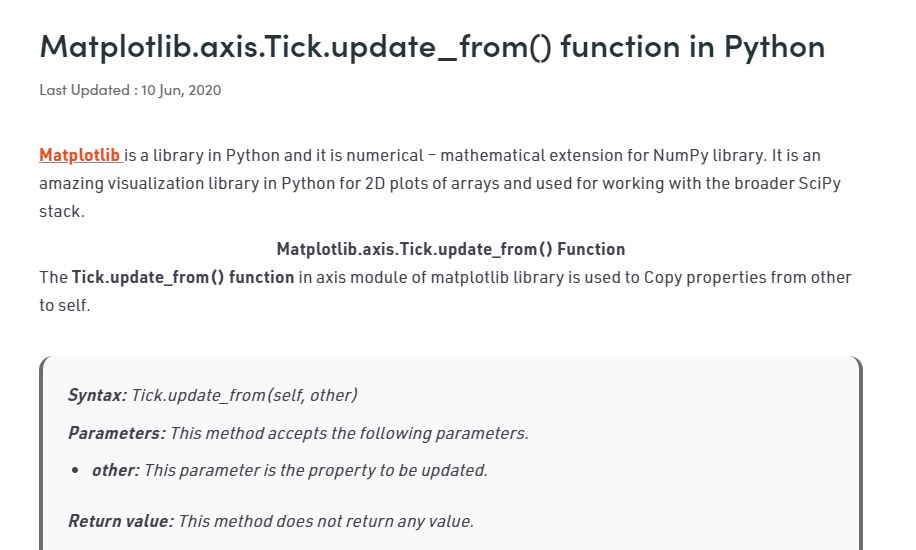 Matplotlib.axis.Tick.update_from() function in Python
Last Updated : 10 Jun, 2020
Matplotlib is a library in Python and it is numerical – mathematical extension for NumPy library. It is an
amazing visualization library in Python for 2D plots of arrays and used for working with the broader SciPy
stack.
Matplotlib.axis.Tick.update_from() Function
The Tick.update_from() function in axis module of matplotlib library is used to Copy properties from other
to self.
Syntax: Tick.update_from(self, other)
Parameters: This method accepts the following parameters.
• other: This parameter is the property to be updated.
Return value: This method does not return any value.